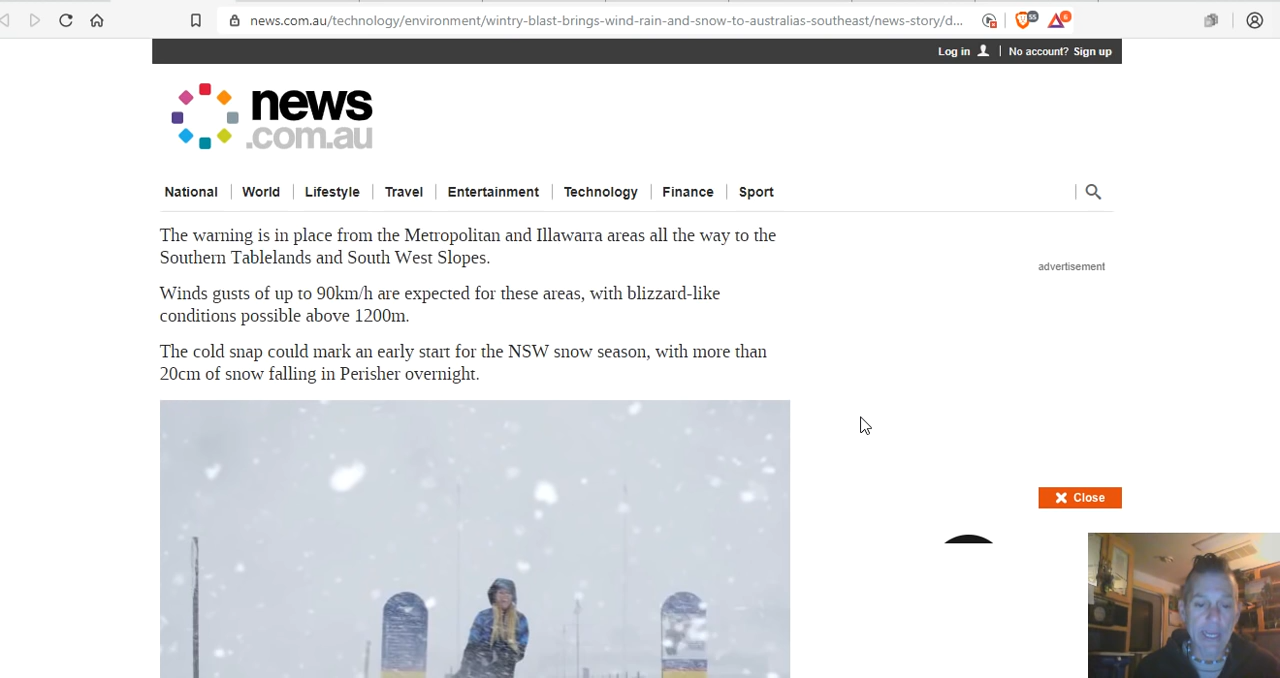 news.com.au/technology/environment/wintry-blast-brings-wind-rain-and-snow-to-australias-southeast/news-story/d...
55
6
Log in | No account? Sign up
news
.com.au
National | World | Lifestyle | Travel | Entertainment | Technology | Finance | Sport
The warning is in place from the Metropolitan and Illawarra areas all the way to the
Southern Tablelands and South West Slopes.
advertisement
Winds gusts of up to 90km/h are expected for these areas, with blizzard-like
conditions possible above 1200m.
The cold snap could mark an early start for the NSW snow season, with more than
20cm of snow falling in Perisher overnight.
Close